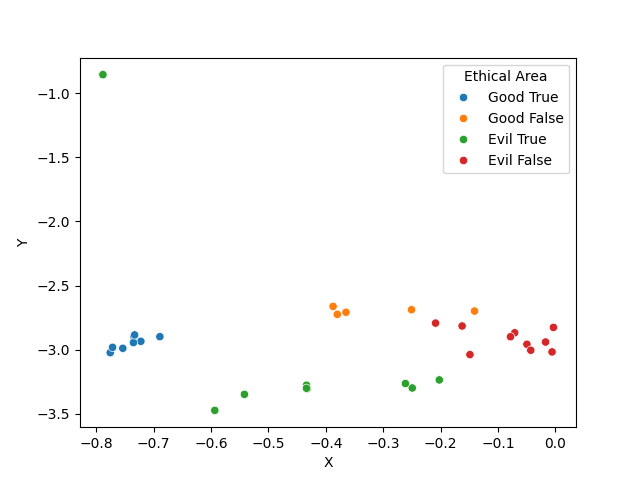 Ethical Area
Good True
Good False
Evil True
Evil False
−1.0
−1.5
−2.0
−2.5
−3.0
−3.5
Y
−0.8 −0.7 −0.6 −0.5 −0.4 −0.3 −0.2 −0.1 0.0
X